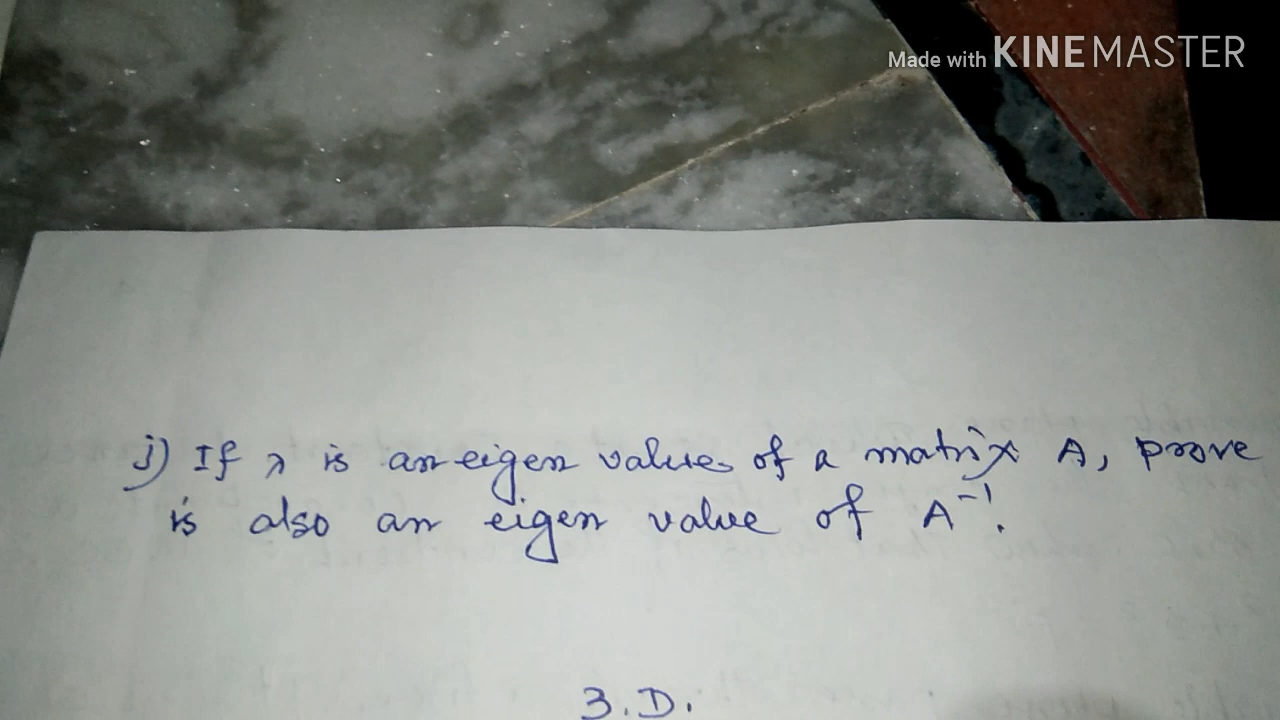 Made with KINEMASTER
j) If λ is an eigen value of a matrix A, prove
is also an eigen value of A⁻¹.
3.D.